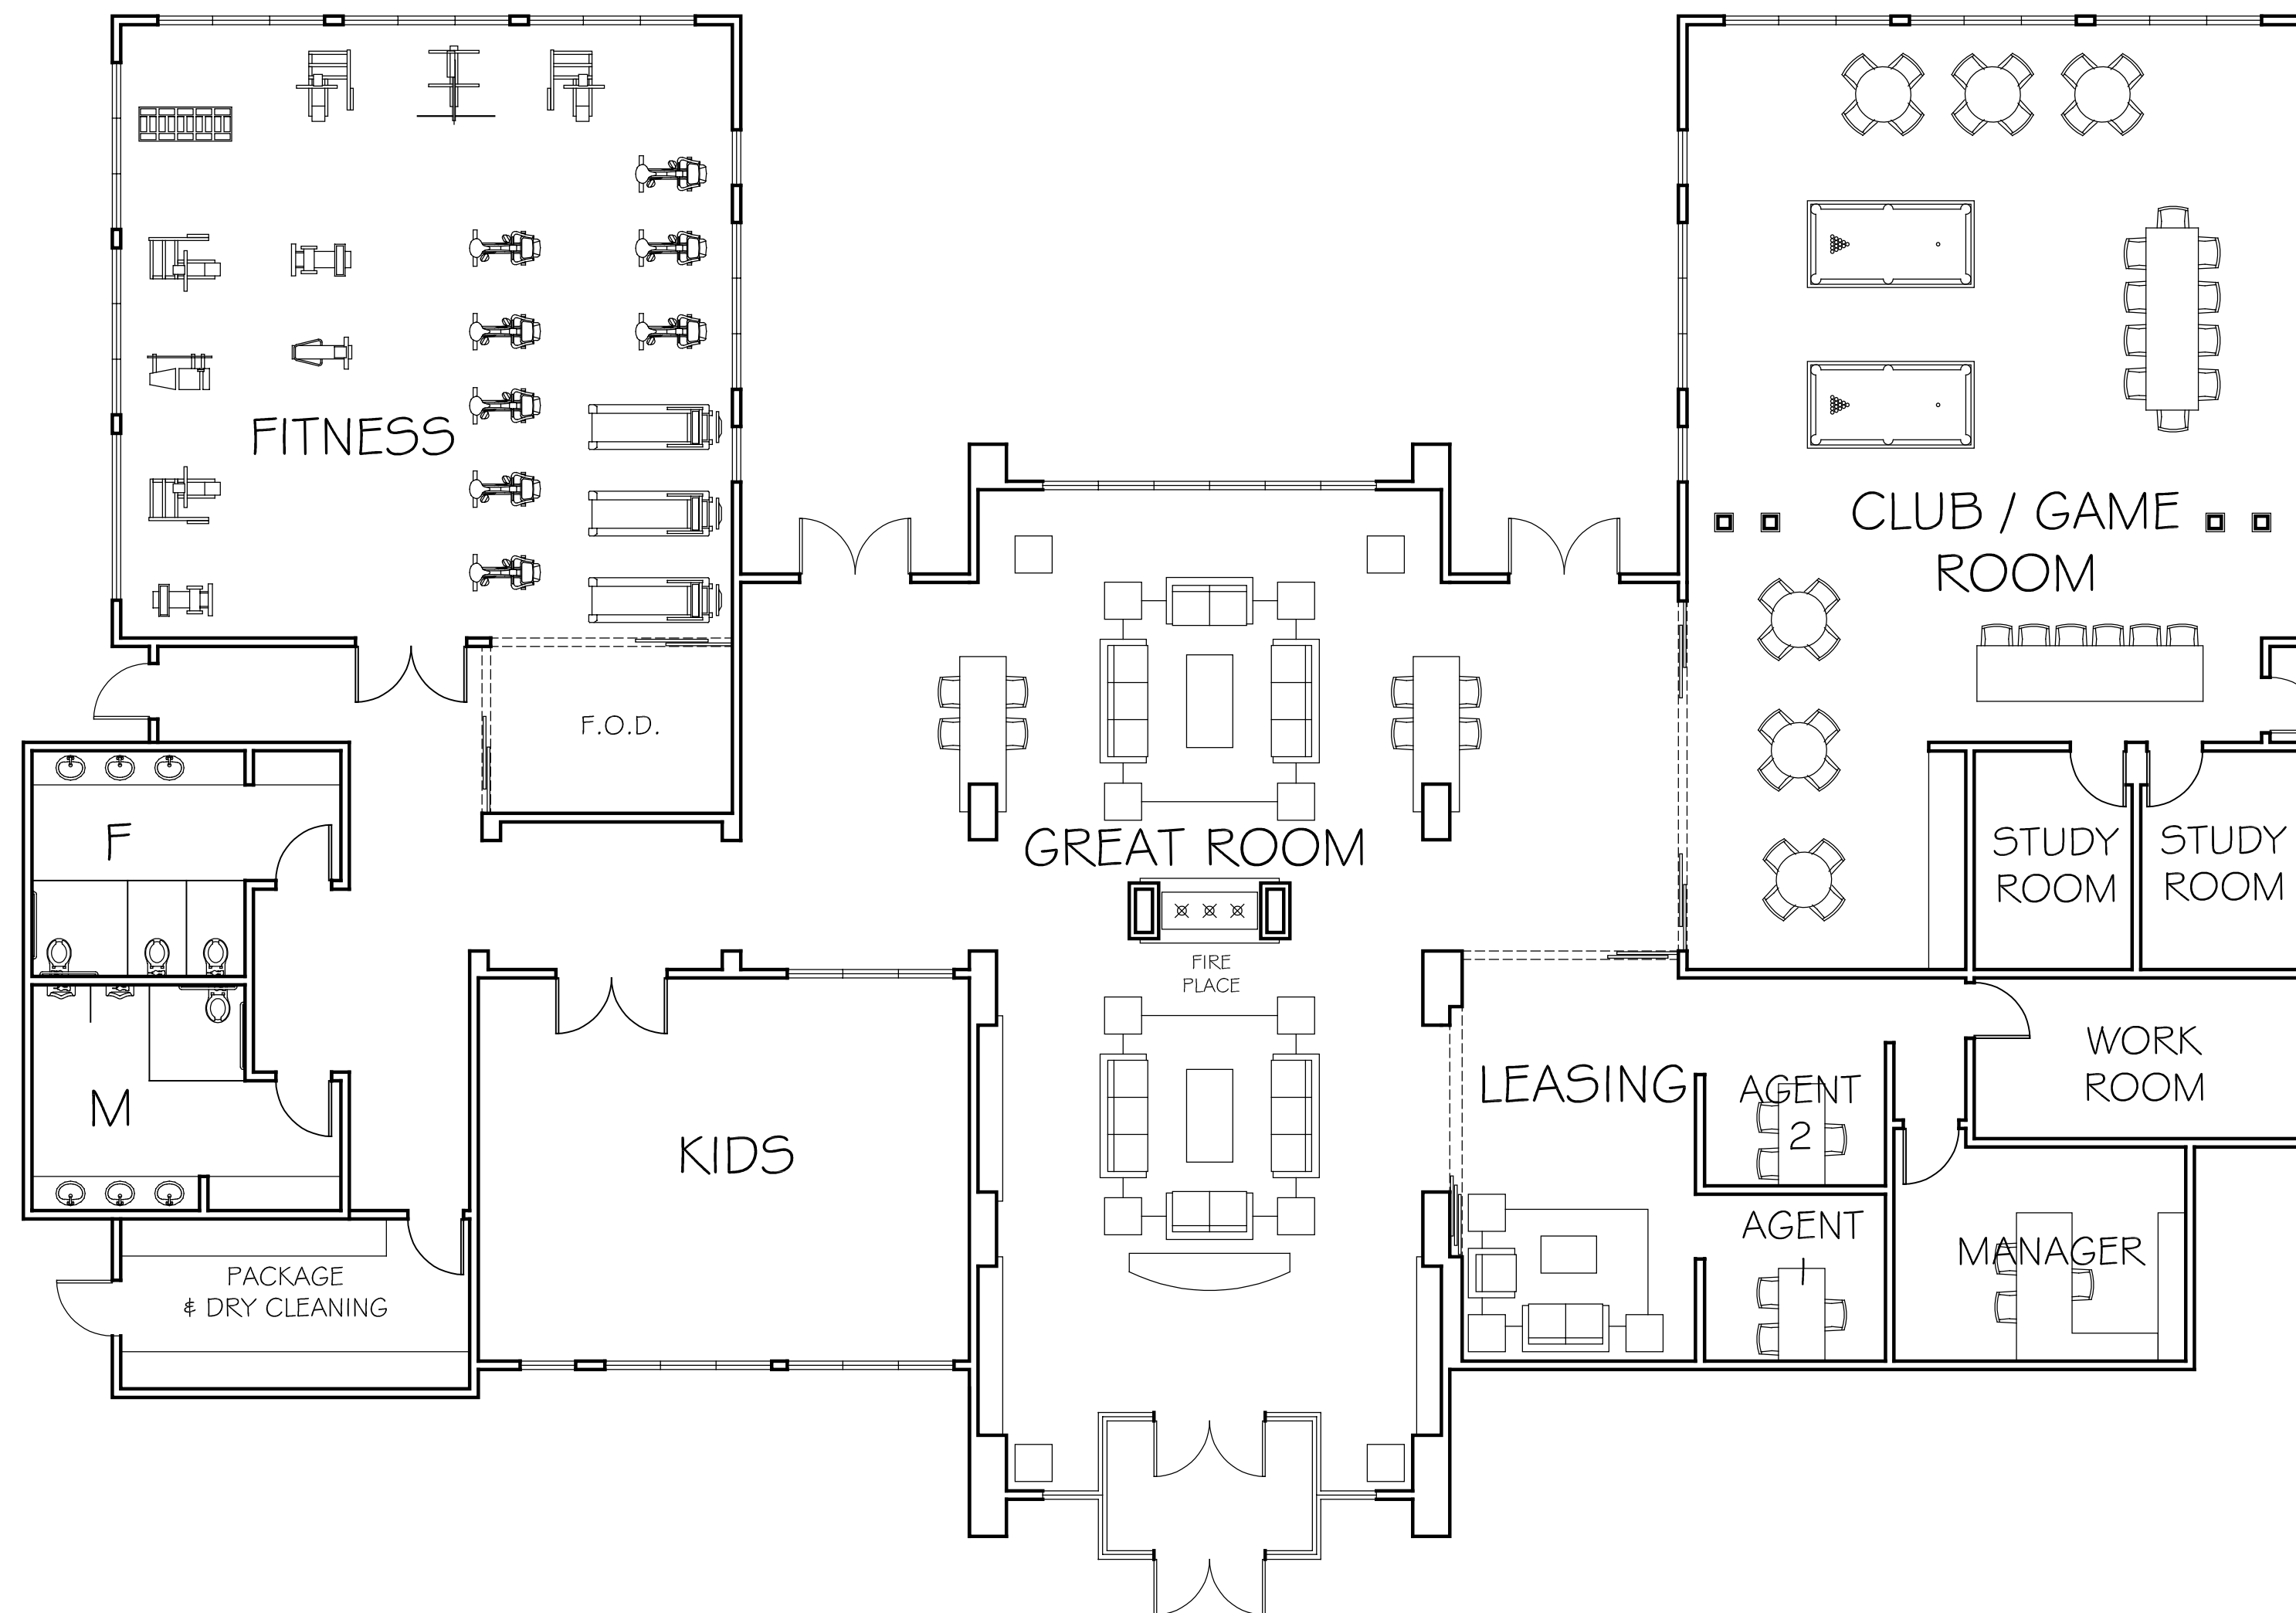 FITNESS
CLUB / GAME
ROOM
F.O.D.
F
GREAT ROOM
STUDY
ROOM
STUDY
ROOM
FIRE
PLACE
WORK
ROOM
LEASING
AGENT
2
M
KIDS
AGENT
1
MANAGER
PACKAGE
& DRY CLEANING